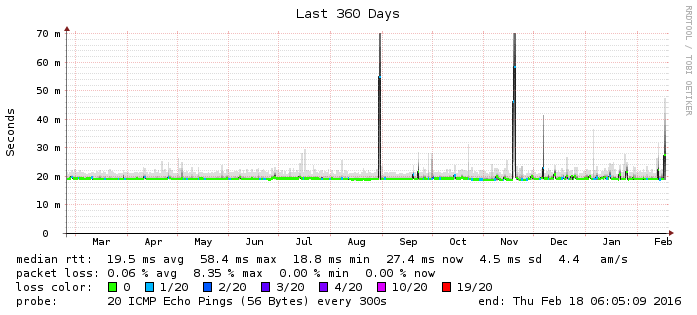 Last 360 Days
RRDTOOL / TOBI OETIKER
Seconds
70 m
60 m
50 m
40 m
30 m
20 m
10 m
0
Mar Apr May Jun Jul Aug Sep Oct Nov Dec Jan Feb
median rtt: 19.5 ms avg 58.4 ms max 18.8 ms min 27.4 ms now 4.5 ms sd 4.4 am/s
packet loss: 0.06 % avg 8.35 % max 0.00 % min 0.00 % now
loss color: 0 1/20 2/20 3/20 4/20 10/20 19/20
probe: 20 ICMP Echo Pings (56 Bytes) every 300s end: Thu Feb 18 06:05:09 2016